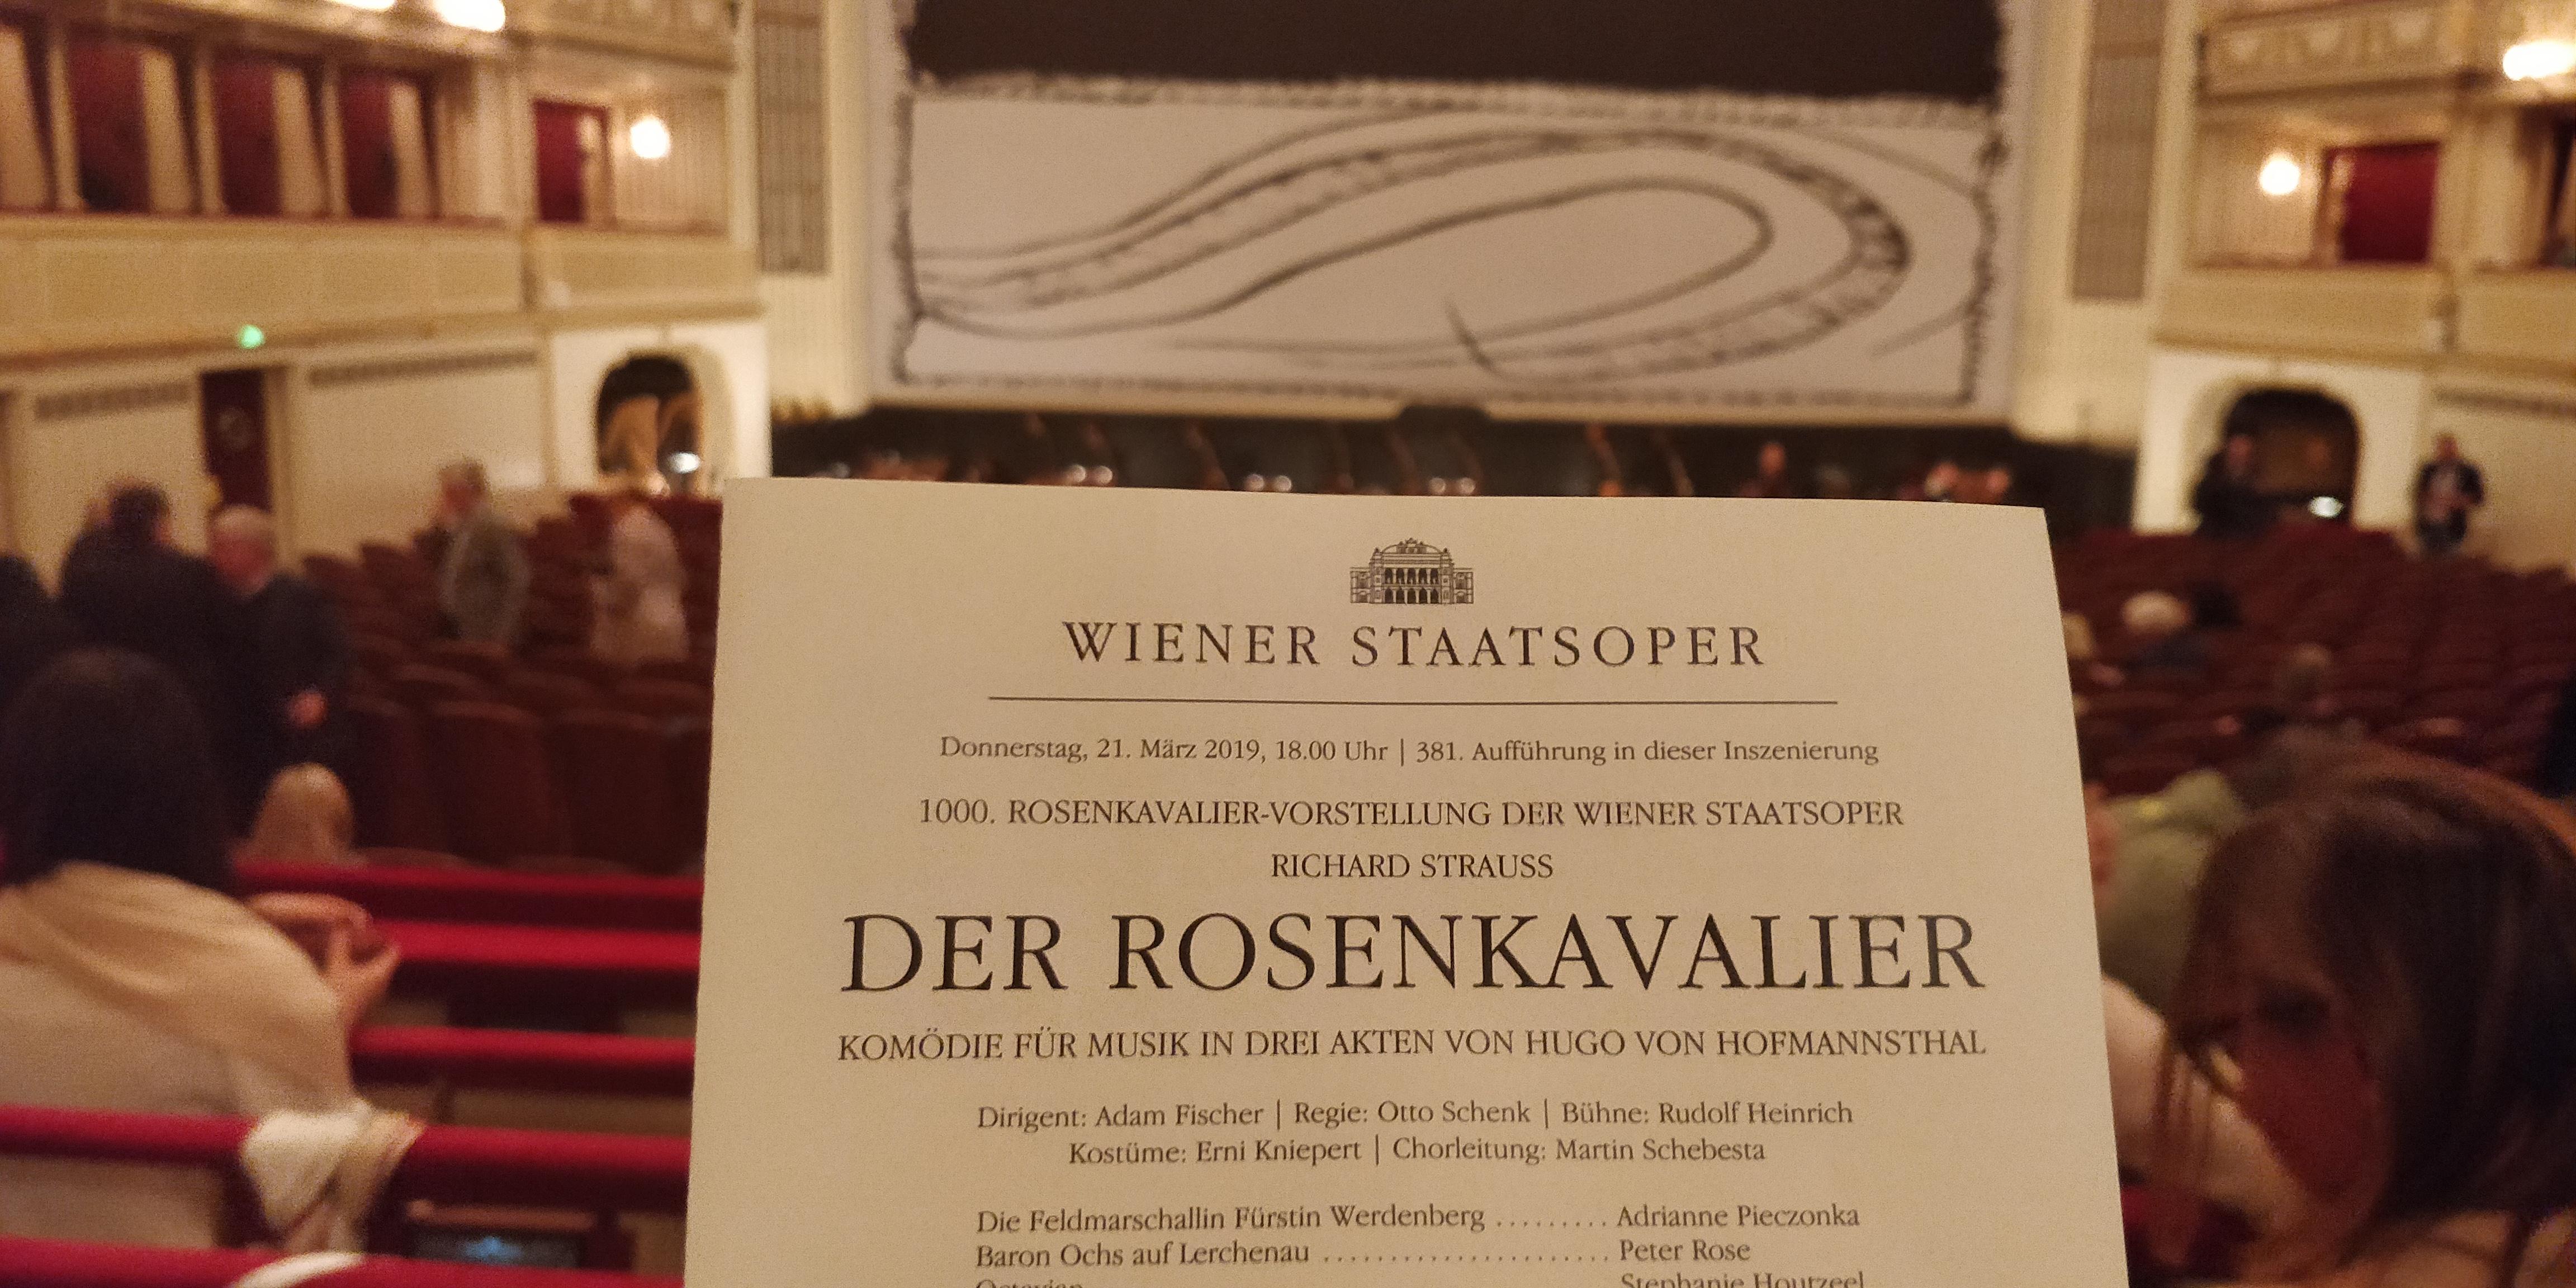 WIENER STAATSOPER
Donnerstag, 21. März 2019, 18.00 Uhr | 381. Aufführung in dieser Inszenierung
1000. ROSENKAVALIER-VORSTELLUNG DER WIENER STAATSOPER
RICHARD STRAUSS
DER ROSENKAVALIER
KOMÖDIE FÜR MUSIK IN DREI AKTEN VON HUGO VON HOFMANNSTHAL
Dirigent: Adam Fischer | Regie: Otto Schenk | Bühne: Rudolf Heinrich
Kostüme: Erni Kniepert | Chorleitung: Martin Schebesta
Die Feldmarschallin Fürstin Werdenberg ......... Adrianne Pieczonka
Baron Ochs auf Lerchenau ....................... Peter Rose
Octavian Stephanie Houtzeel